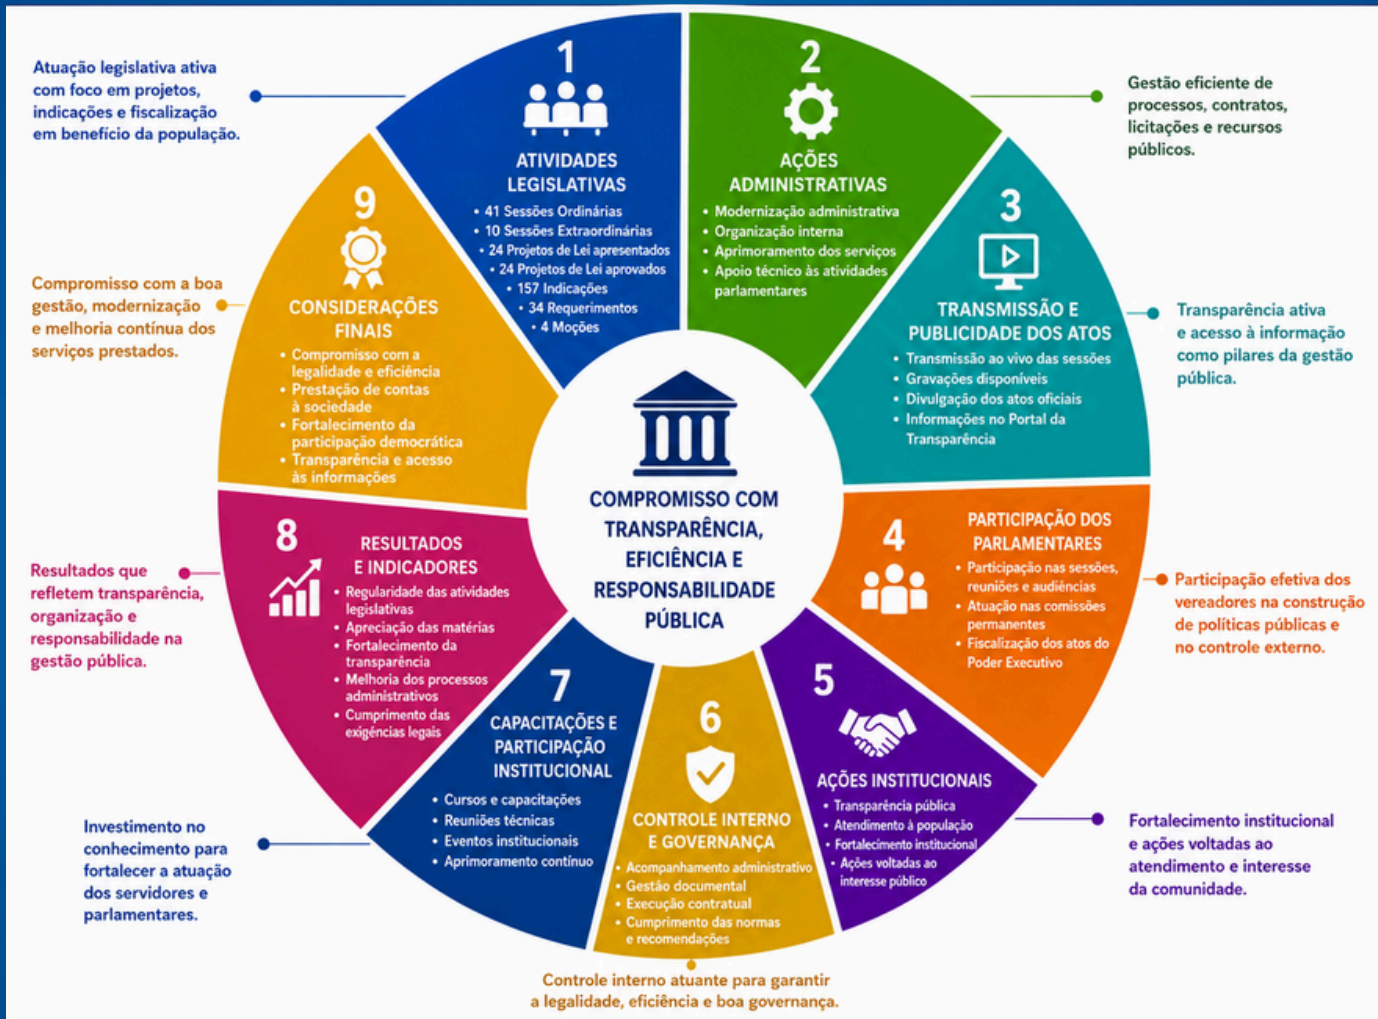 Atuação legislativa ativa
com foco em projetos,
indicações e fiscalização
em benefício da população.
1
ATIVIDADES
LEGISLATIVAS
• 41 Sessões Ordinárias
• 10 Sessões Extraordinárias
• 24 Projetos de Lei apresentados
• 24 Projetos de Lei aprovados
• 157 Indicações
• 34 Requerimentos
• 4 Moções
2
AÇÕES
ADMINISTRATIVAS
• Modernização administrativa
• Organização interna
• Aprimoramento dos serviços
• Apoio técnico às atividades
parlamentares
Gestão eficiente de
processos, contratos,
licitações e recursos
públicos.
3
TRANSMISSÃO E
PUBLICIDADE DOS ATOS
• Transmissão ao vivo das sessões
• Gravações disponíveis
• Divulgação dos atos oficiais
• Informações no Portal da
Transparência
Transparência ativa
e acesso à informação
como pilares da gestão
pública.
4
PARTICIPAÇÃO DOS
PARLAMENTARES
• Participação nas sessões,
reuniões e audiências
• Atuação nas comissões
permanentes
• Fiscalização dos atos do
Poder Executivo
Participação efetiva dos
vereadores na construção
de políticas públicas e
no controle externo.
5
AÇÕES INSTITUCIONAIS
• Transparência pública
• Atendimento à população
• Fortalecimento institucional
• Ações voltadas ao
interesse público
Fortalecimento institucional
e ações voltadas ao
atendimento e interesse
da comunidade.
6
CONTROLE INTERNO
E GOVERNANÇA
• Acompanhamento administrativo
• Gestão documental
• Execução contratual
• Cumprimento das normas
e recomendações
Controle interno atuante para garantir
a legalidade, eficiência e boa governança.
7
CAPACITAÇÕES E
PARTICIPAÇÃO
INSTITUCIONAL
• Cursos e capacitações
• Reuniões técnicas
• Eventos institucionais
• Aprimoramento contínuo
Investimento no
conhecimento para
fortalecer a atuação
dos servidores e
parlamentares.
8
RESULTADOS
E INDICADORES
• Regularidade das atividades
legislativas
• Apreciação das matérias
• Fortalecimento da
transparência
• Melhoria dos processos
administrativos
• Cumprimento das
exigências legais
Resultados que
refletem transparência,
organização e
responsabilidade na
gestão pública.
9
CONSIDERAÇÕES
FINAIS
• Compromisso com a
legalidade e eficiência
• Prestação de contas
à sociedade
• Fortalecimento da
participação democrática
• Transparência e acesso
às informações
Compromisso com a boa
gestão, modernização
e melhoria contínua dos
serviços prestados.
COMPROMISSO COM
TRANSPARÊNCIA,
EFICIÊNCIA E
RESPONSABILIDADE
PÚBLICA